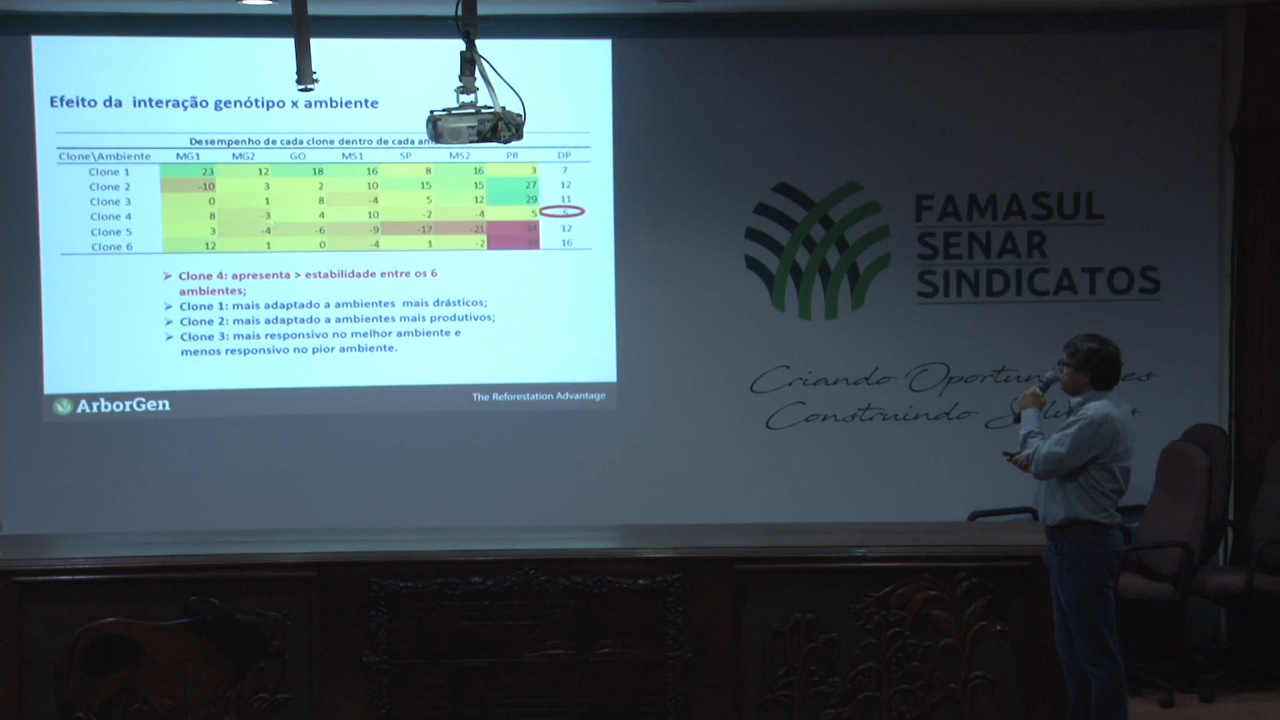 Efeito da interação genótipo x ambiente
Desempenho de cada clone dentro de cada
Clone\Ambiente MG1 MG2 GO MS1 SP MS2 PR DP
Clone 1 23 12 18 16 8 16 3 7
Clone 2 -10 3 2 10 15 15 27 12
Clone 3 0 1 8 -4 5 12 29 11
Clone 4 8 -3 4 10 -2 -4 5
Clone 5 3 -4 -6 -9 -17 -21 12
Clone 6 12 1 0 -4 1 -2 16
➢ Clone 4: apresenta > estabilidade entre os 6
ambientes;
➢ Clone 1: mais adaptado a ambientes mais drásticos;
➢ Clone 2: mais adaptado a ambientes mais produtivos;
➢ Clone 3: mais responsivo no melhor ambiente e
menos responsivo no pior ambiente.
ArborGen
The Reforestation Advantage
FAMASUL
SENAR
SINDICATOS
Criando
Construindo